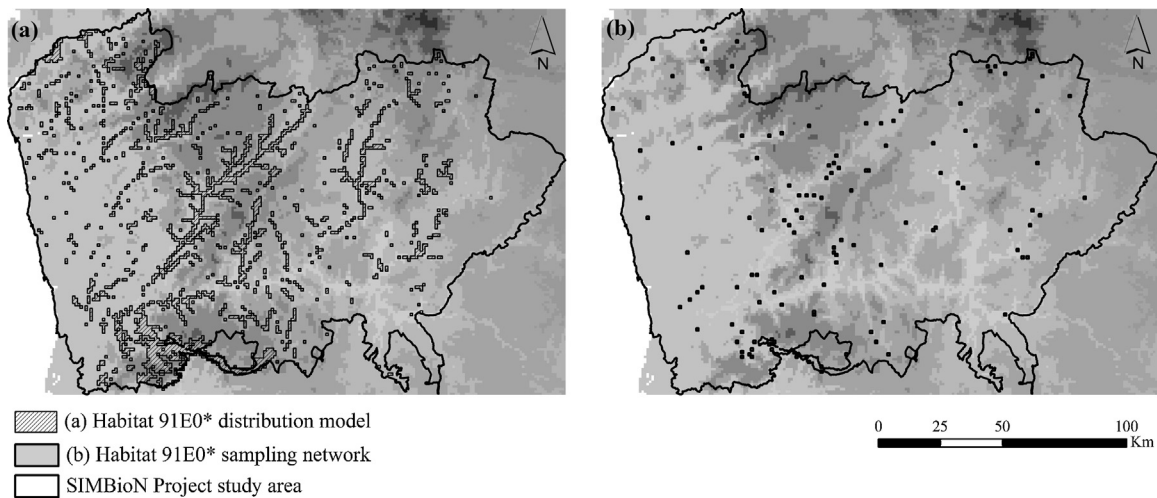 (a)
N
(b)
N
(a) Habitat 91E0* distribution model
(b) Habitat 91E0* sampling network
SIMBioN Project study area
0 25 50 100
Km